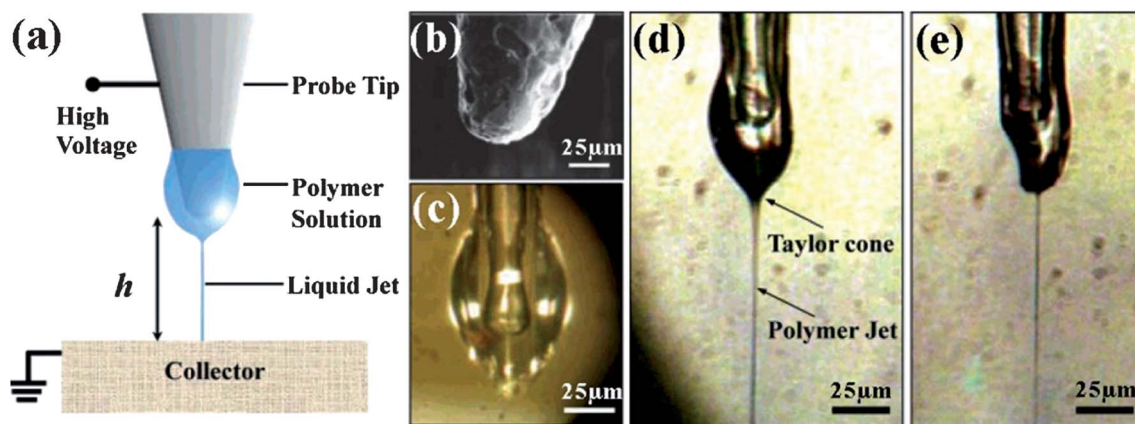 (a)
High
Voltage
Probe Tip
Polymer
Solution
h
Liquid Jet
Collector
(b)
25μm
(c)
25μm
(d)
Taylor cone
Polymer Jet
25μm
(e)
25μm